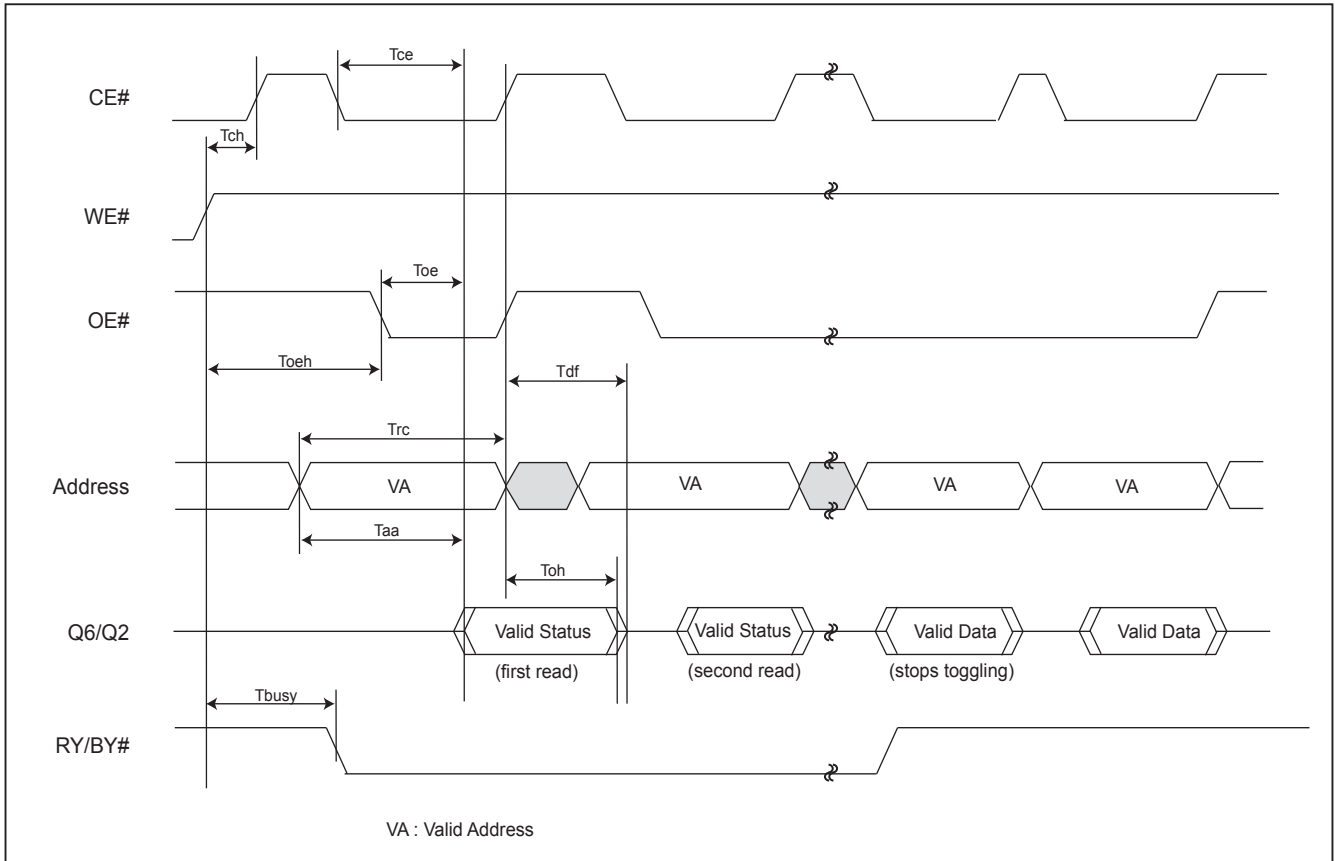 Tce
CE#
Tch
WE#
Toe
OE#
Toeh
Tdf
Trc
Address
VA
VA
VA
VA
Taa
Toh
Q6/Q2
Valid Status
Valid Status
Valid Data
Valid Data
(first read)
(second read)
(stops toggling)
Tbusy
RY/BY#
VA : Valid Address